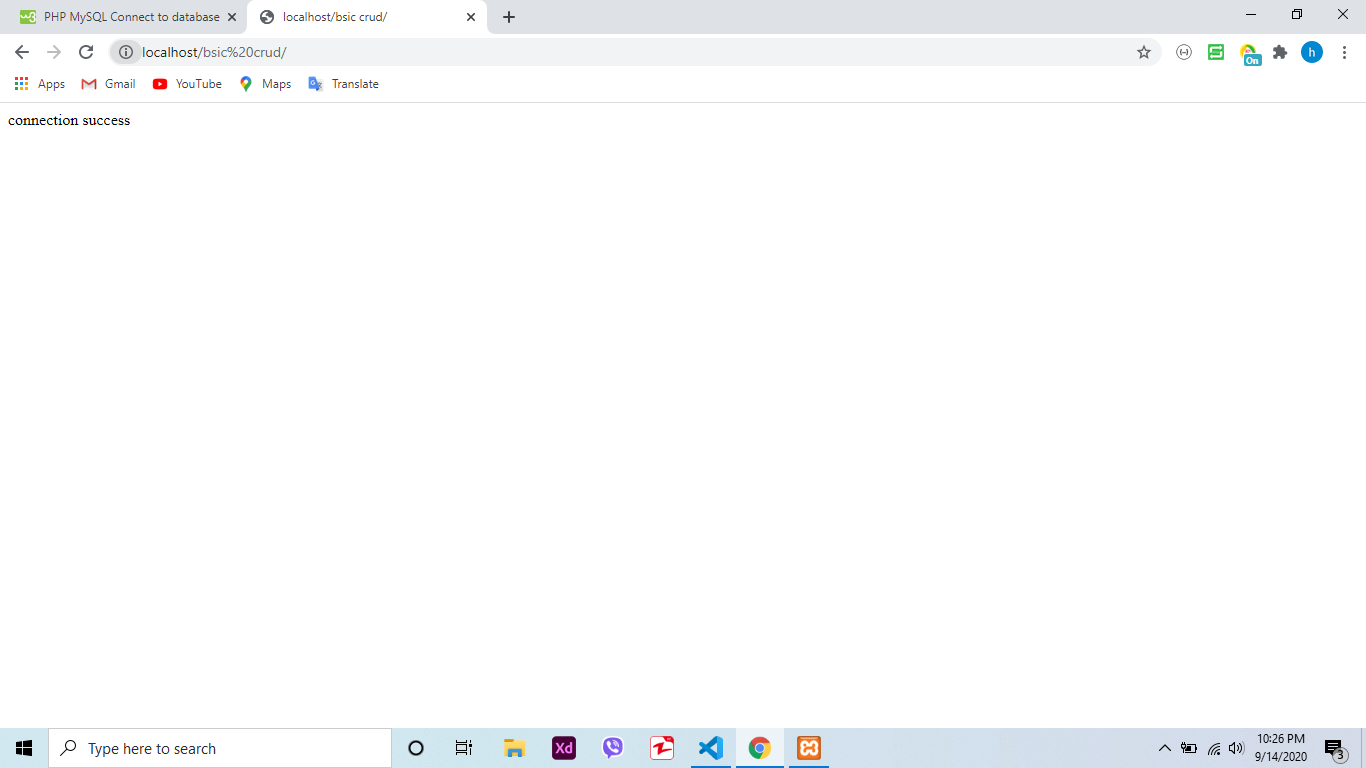 PHP MySQL Connect to database
localhost/bsic crud/
localhost/bsic%20crud/
On
h
Apps
Gmail
YouTube
Maps
Translate
connection success
Type here to search
Xd
10:26 PM
9/14/2020
3